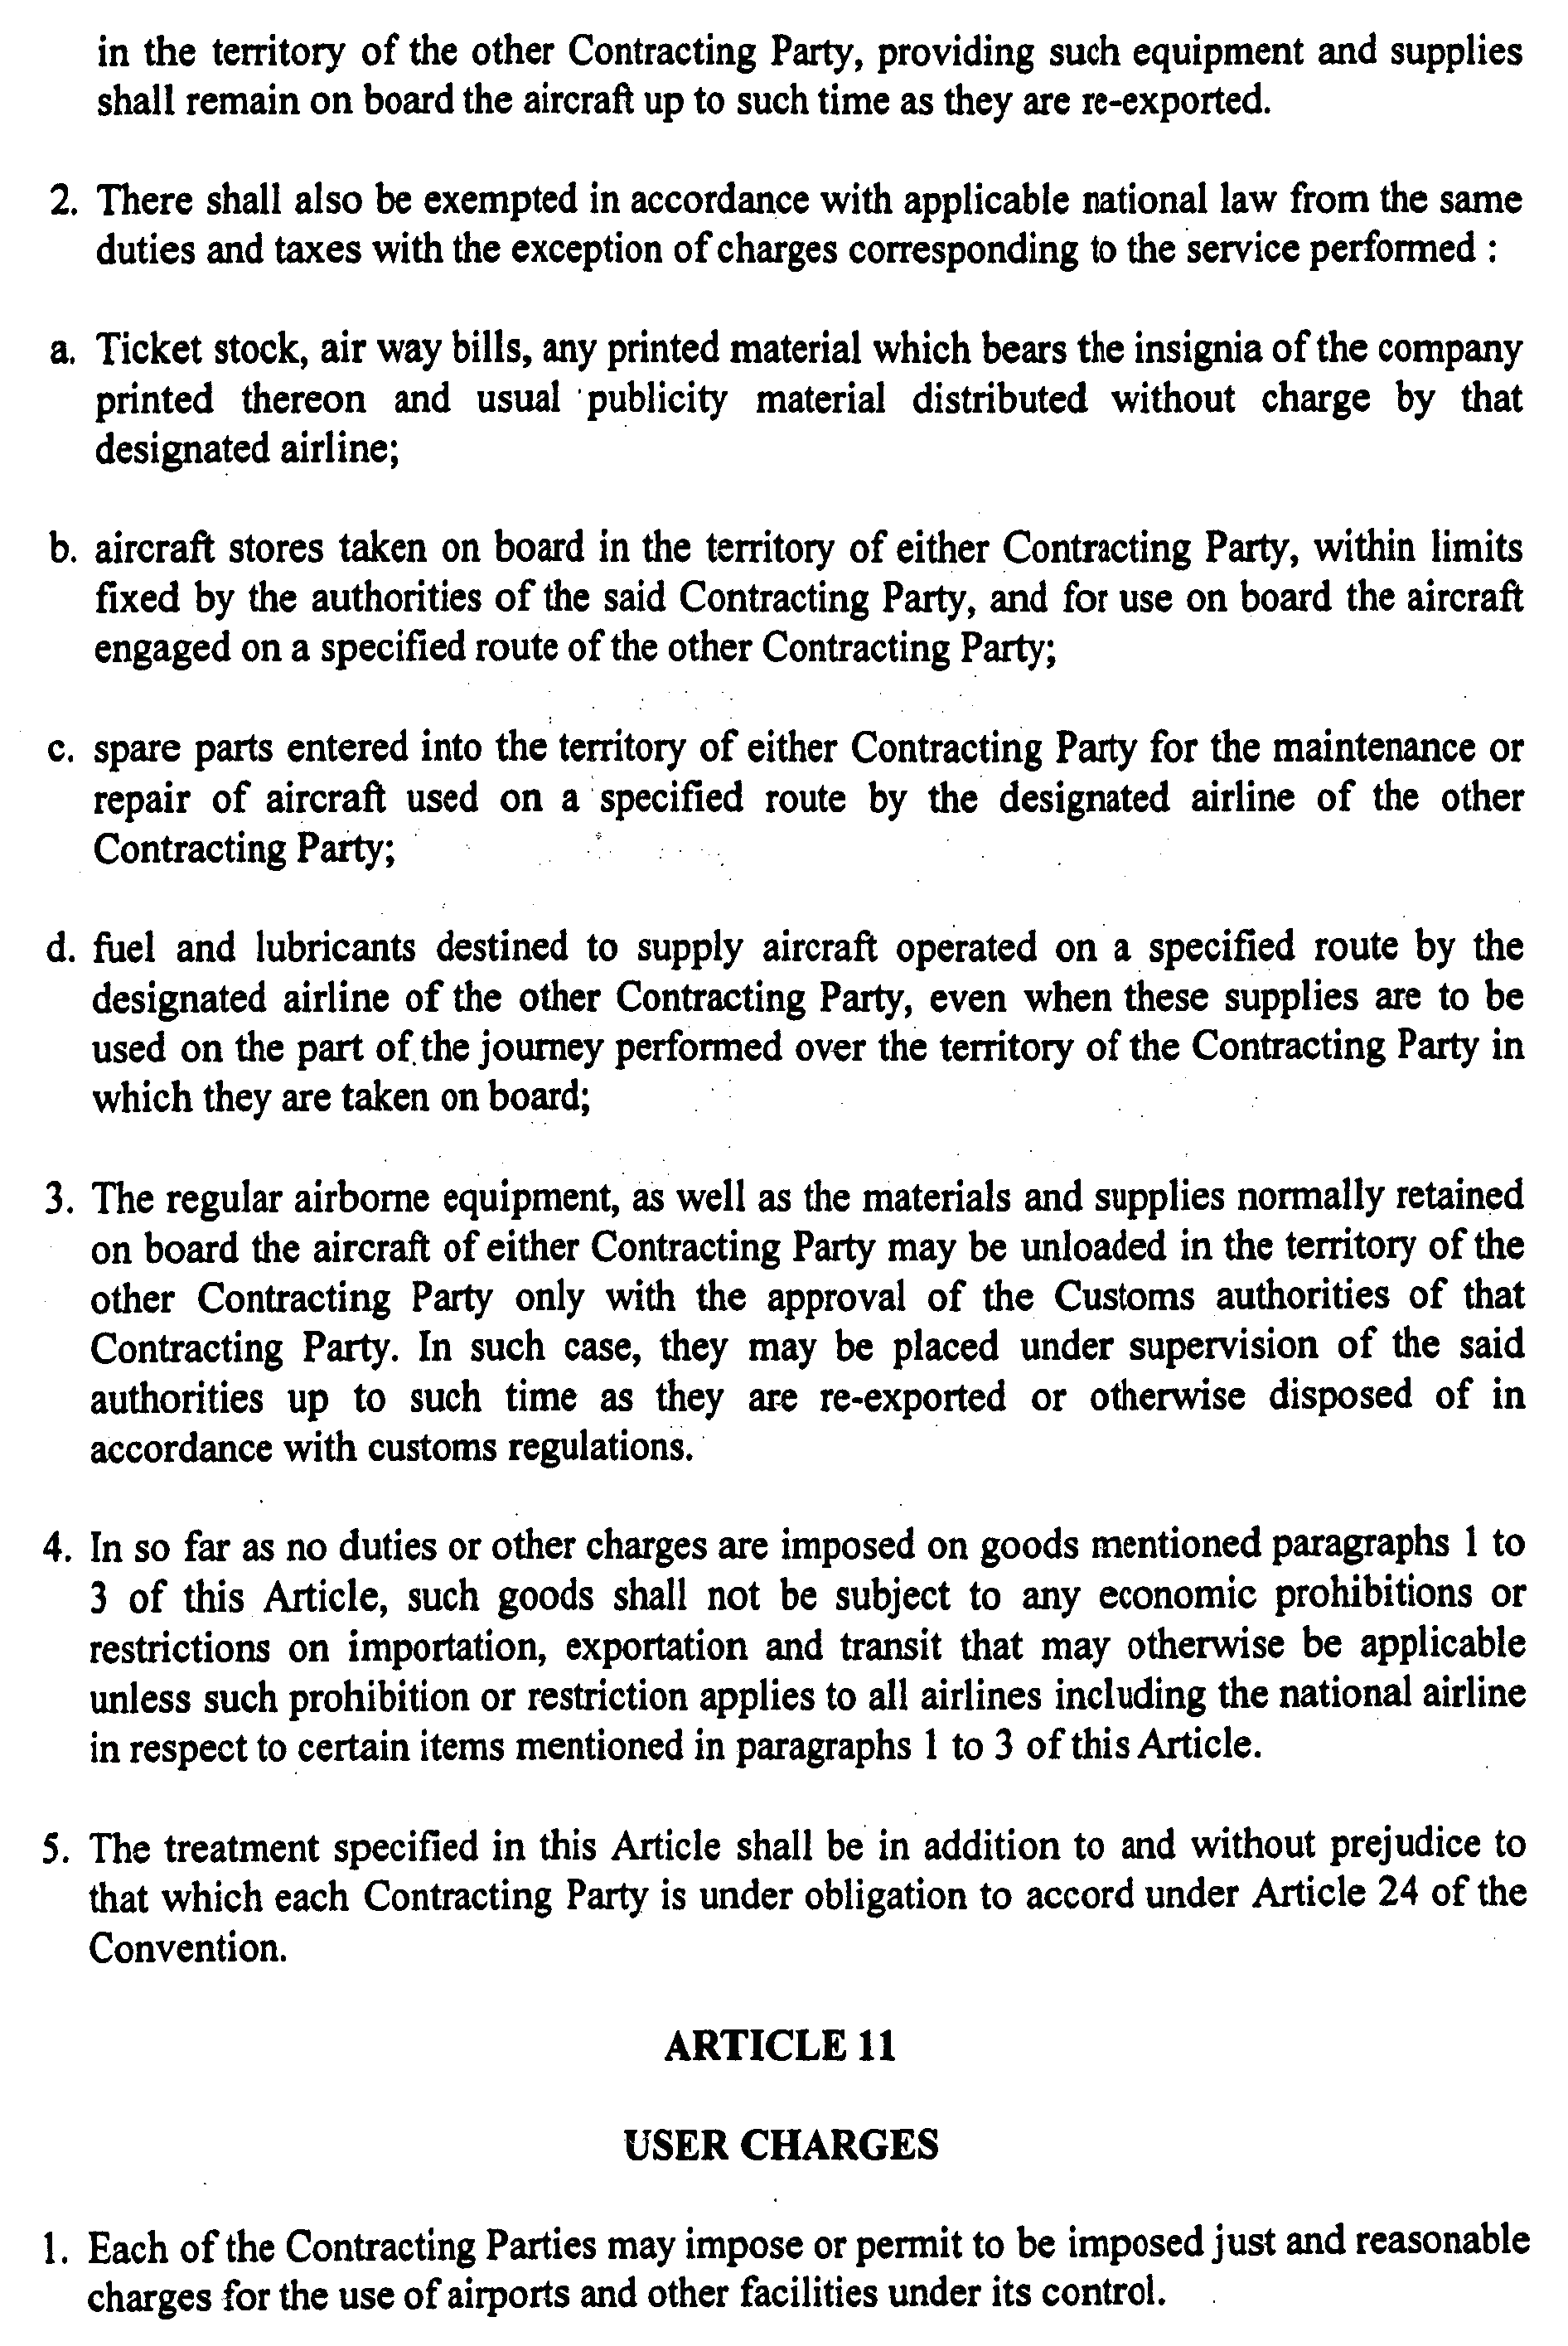 in the territory of the other Contracting Party, providing such equipment and supplies
shall remain on board the aircraft up to such time as they are re-exported.
2. There shall also be exempted in accordance with applicable national law from the same
duties and taxes with the exception of charges corresponding to the service performed :
a. Ticket stock, air way bills, any printed material which bears the insignia of the company
printed thereon and usual publicity material distributed without charge by that
designated airline;
b. aircraft stores taken on board in the territory of either Contracting Party, within limits
fixed by the authorities of the said Contracting Party, and for use on board the aircraft
engaged on a specified route of the other Contracting Party;
c. spare parts entered into the territory of either Contracting Party for the maintenance or
repair of aircraft used on a specified route by the designated airline of the other
Contracting Party;
d. fuel and lubricants destined to supply aircraft operated on a specified route by the
designated airline of the other Contracting Party, even when these supplies are to be
used on the part of the journey performed over the territory of the Contracting Party in
which they are taken on board;
3. The regular airborne equipment, as well as the materials and supplies normally retained
on board the aircraft of either Contracting Party may be unloaded in the territory of the
other Contracting Party only with the approval of the Customs authorities of that
Contracting Party. In such case, they may be placed under supervision of the said
authorities up to such time as they are re-exported or otherwise disposed of in
accordance with customs regulations.
4. In so far as no duties or other charges are imposed on goods mentioned paragraphs 1 to
3 of this Article, such goods shall not be subject to any economic prohibitions or
restrictions on importation, exportation and transit that may otherwise be applicable
unless such prohibition or restriction applies to all airlines including the national airline
in respect to certain items mentioned in paragraphs 1 to 3 of this Article.
5. The treatment specified in this Article shall be in addition to and without prejudice to
that which each Contracting Party is under obligation to accord under Article 24 of the
Convention.
ARTICLE 11
USER CHARGES
1. Each of the Contracting Parties may impose or permit to be imposed just and reasonable
charges for the use of airports and other facilities under its control.